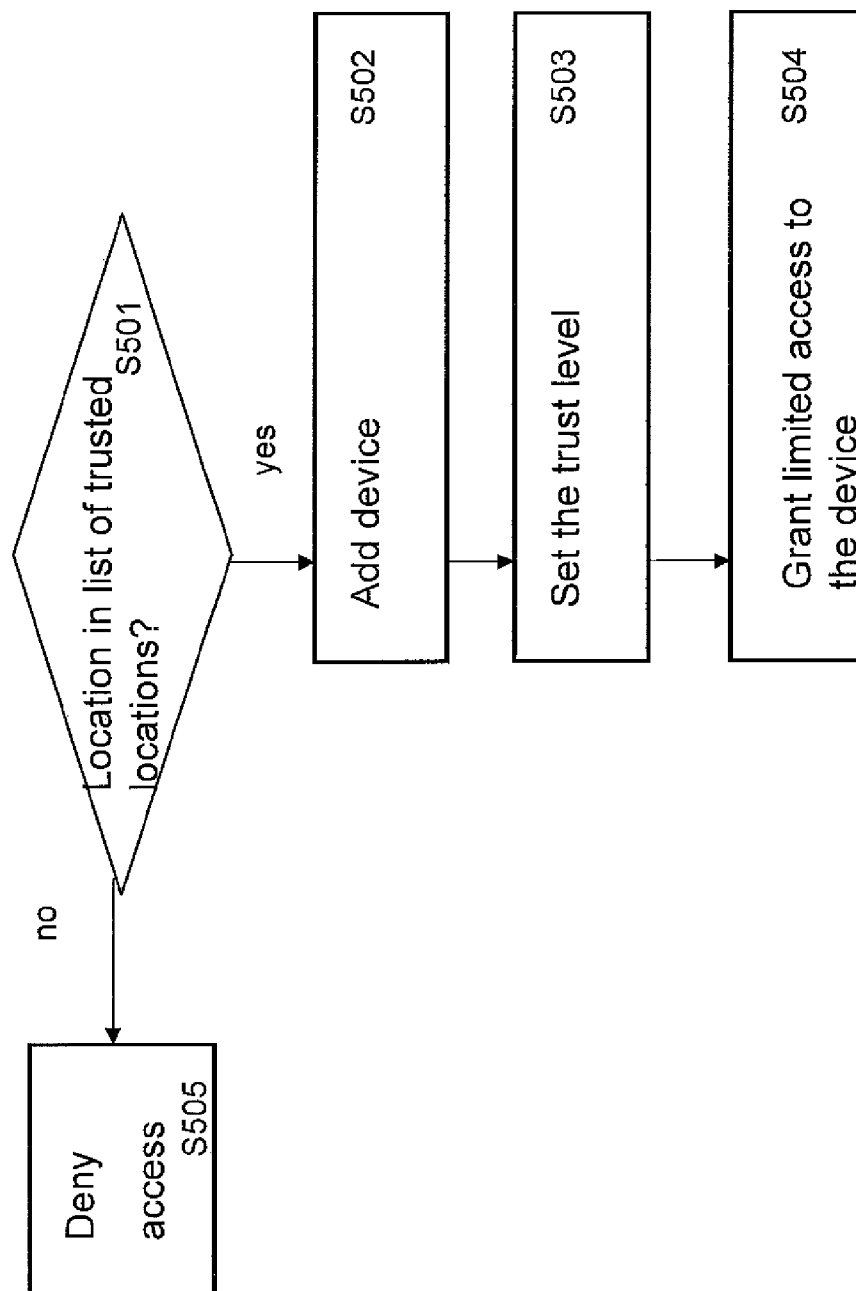 Location in list of trusted
locations?
S501
no
yes
Deny
access
S505
Add device
S502
Set the trust level
S503
Grant limited access to
the device
S504